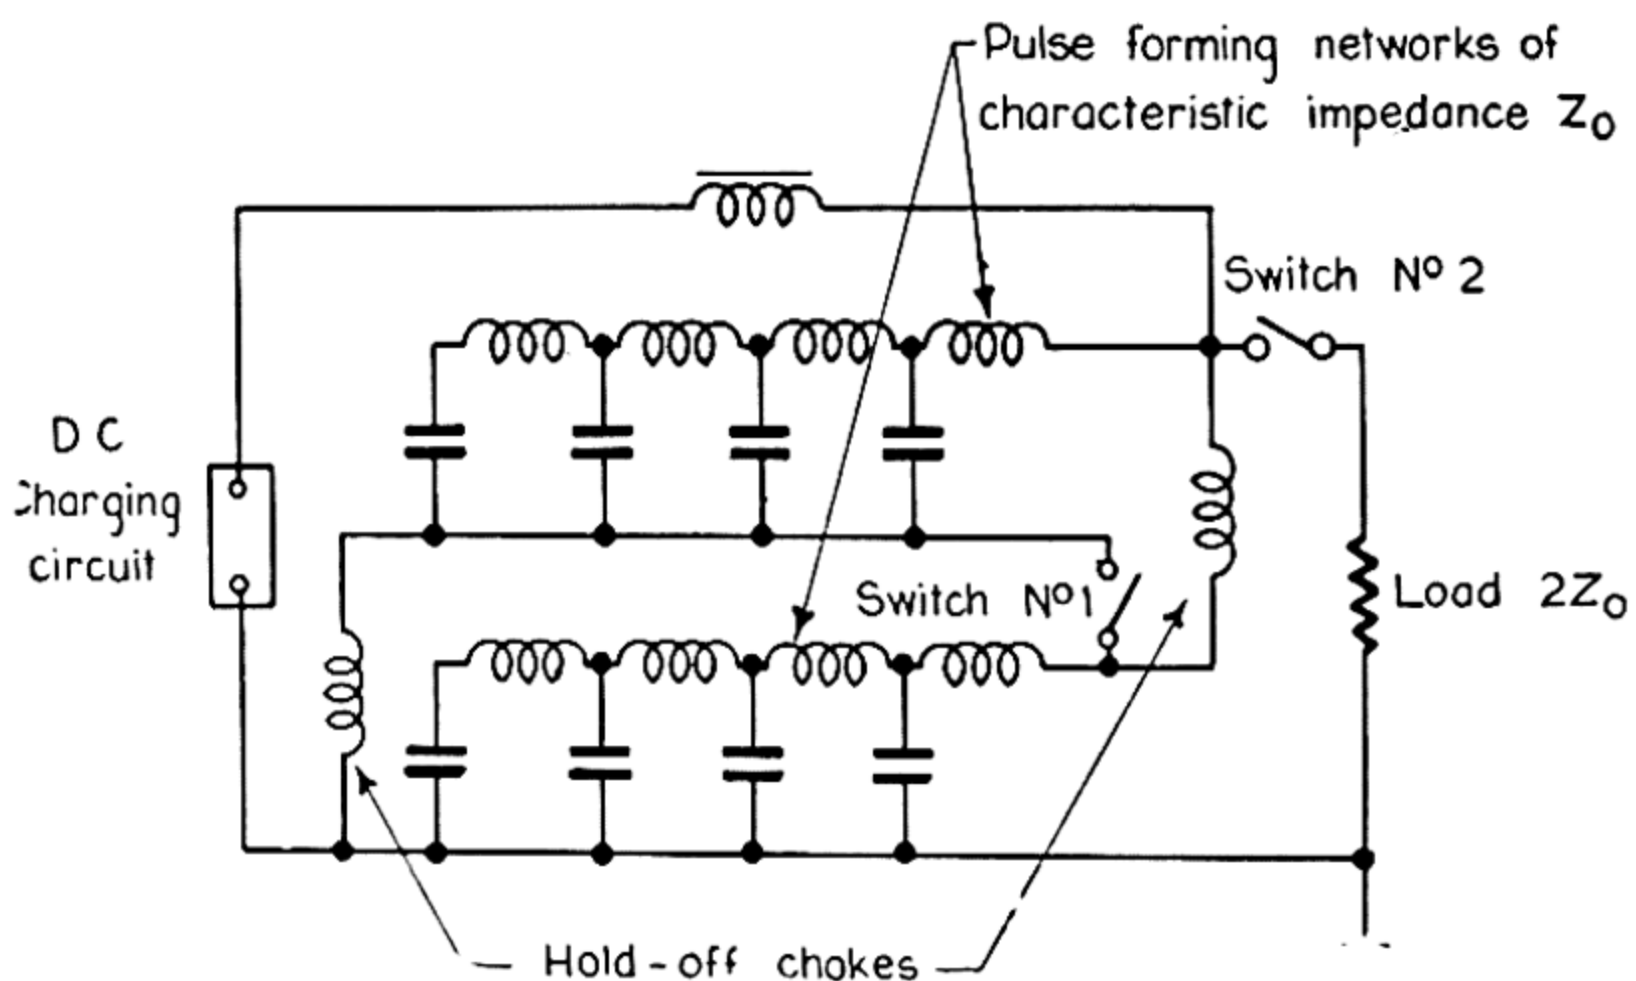 Pulse forming networks of
characteristic impedance Z₀
Switch Nº 2
DC
Charging
circuit
Switch Nº 1
Load 2Z₀
Hold-off chokes